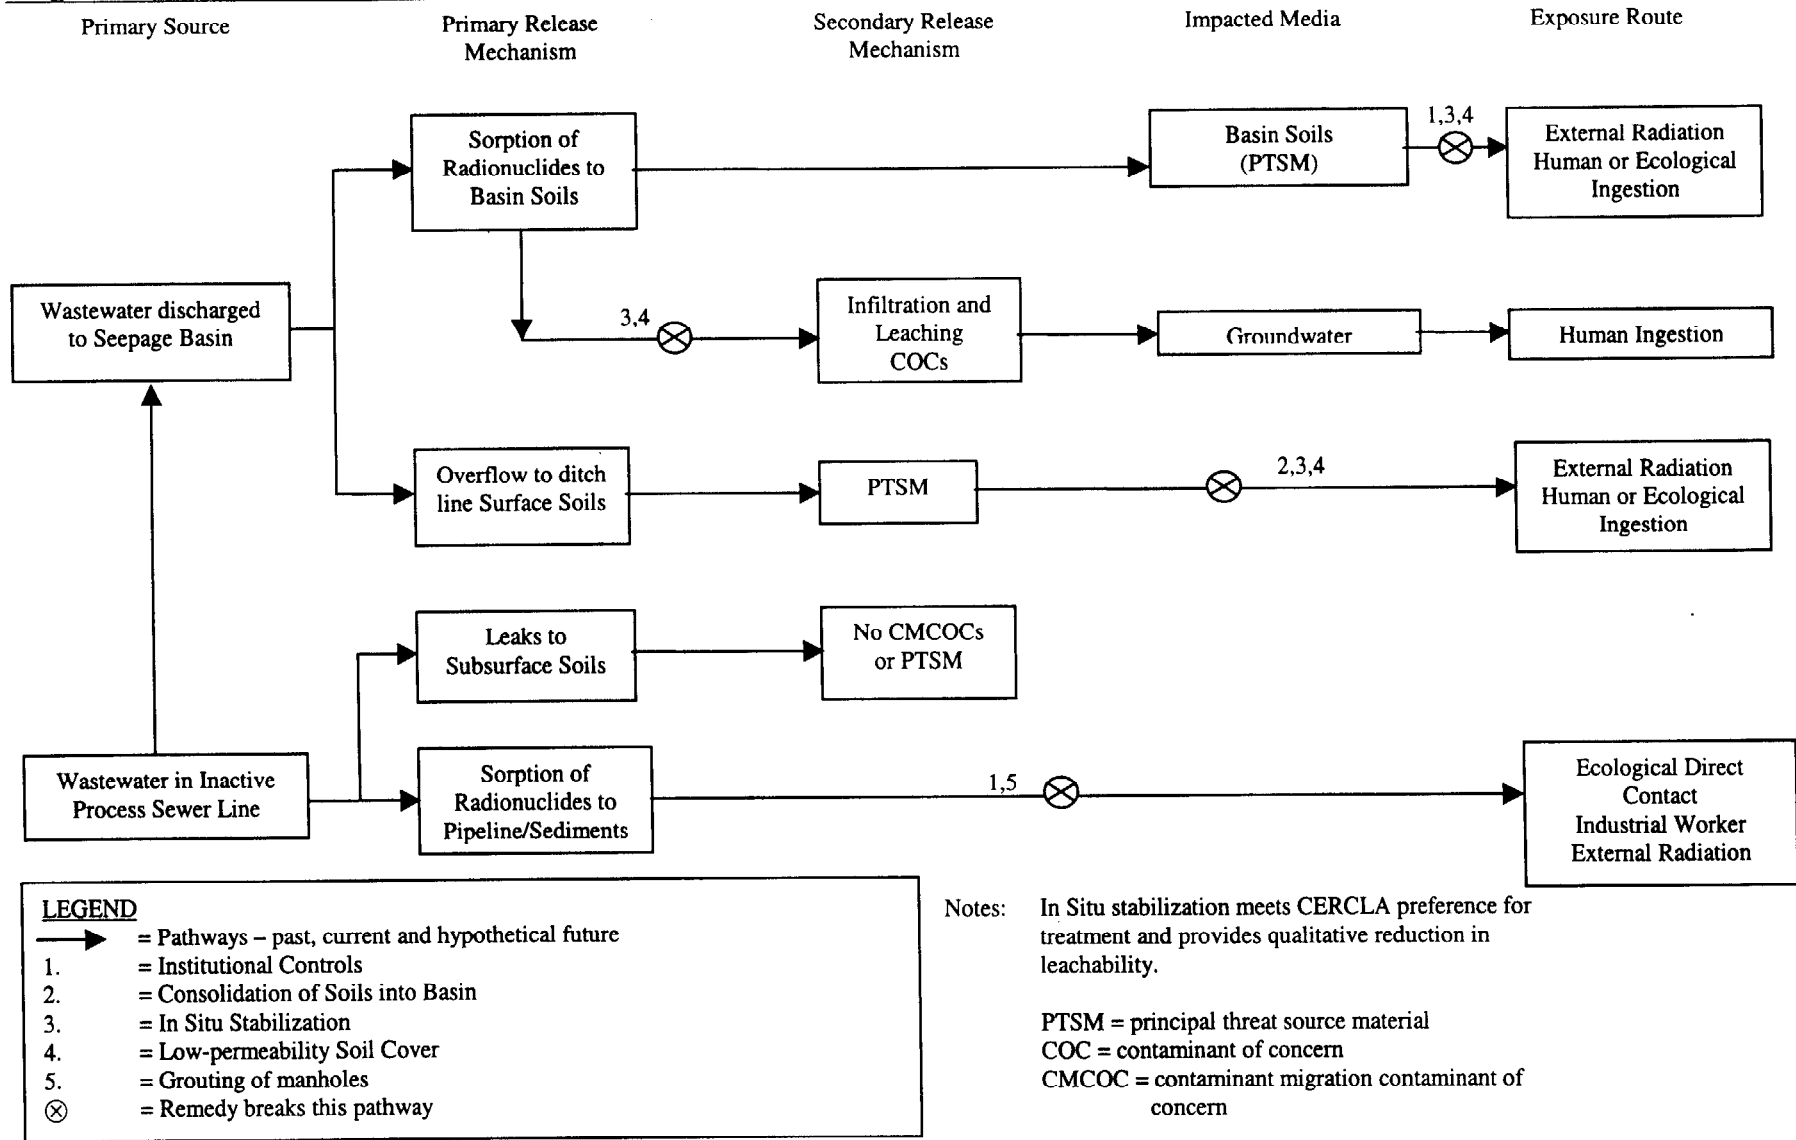 Primary Source
Primary Release
Mechanism
Secondary Release
Mechanism
Impacted Media
Exposure Route
Sorption of
Radionuclides to
Basin Soils
Basin Soils
(PTSM)
1,3,4
External Radiation
Human or Ecological
Ingestion
Wastewater discharged
to Seepage Basin
3,4
Infiltration and
Leaching
COCs
Groundwater
Human Ingestion
Overflow to ditch
line Surface Soils
PTSM
2,3,4
External Radiation
Human or Ecological
Ingestion
Leaks to
Subsurface Soils
No CMCOCs
or PTSM
Wastewater in Inactive
Process Sewer Line
Sorption of
Radionuclides to
Pipeline/Sediments
1,5
Ecological Direct
Contact
Industrial Worker
External Radiation
LEGEND
= Pathways – past, current and hypothetical future
1. = Institutional Controls
2. = Consolidation of Soils into Basin
3. = In Situ Stabilization
4. = Low-permeability Soil Cover
5. = Grouting of manholes
= Remedy breaks this pathway
Notes: In Situ stabilization meets CERCLA preference for
treatment and provides qualitative reduction in
leachability.
PTSM = principal threat source material
COC = contaminant of concern
CMCOC = contaminant migration contaminant of
concern